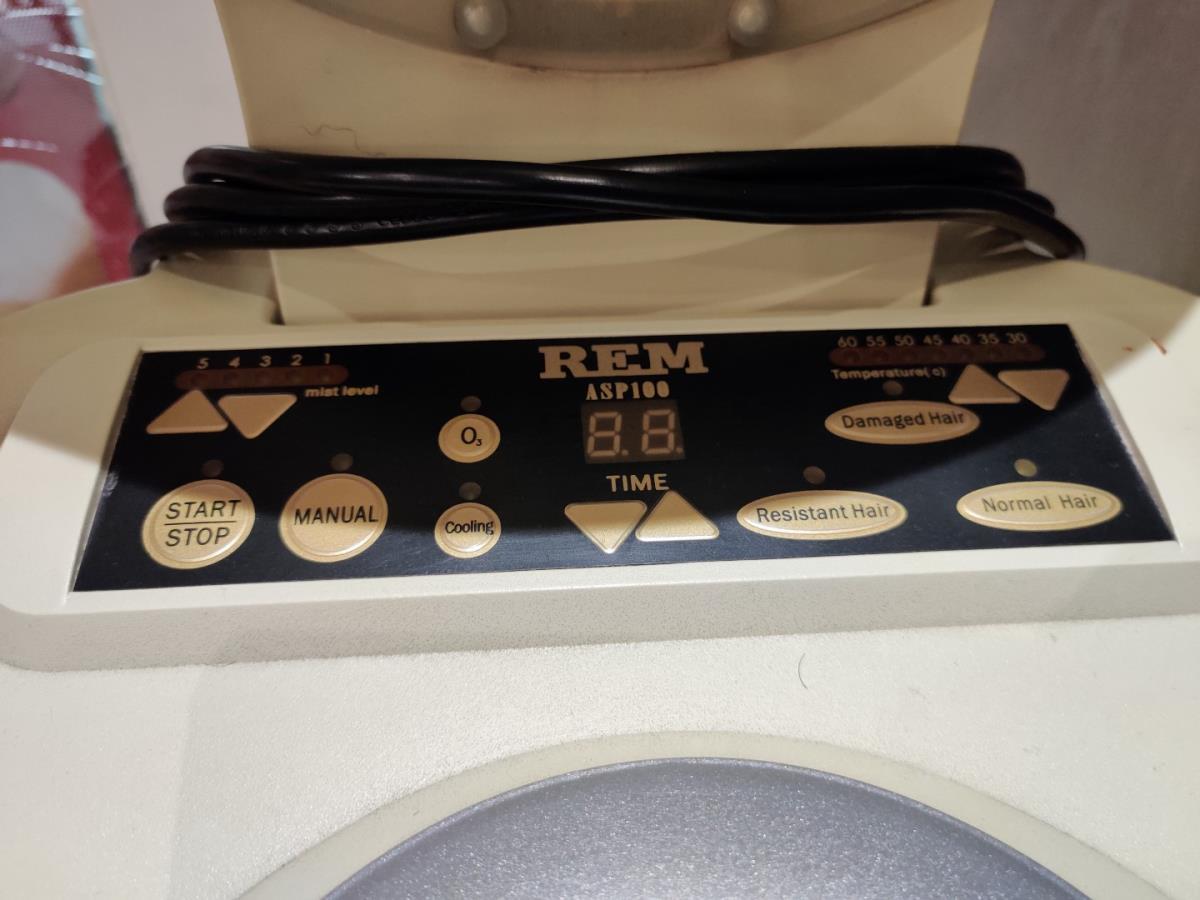 5 4 3 2 1
mist level
REM
ASP100
60 55 50 45 40 35 30
Temperature(c)
Damaged Hair
O₃
8.8.
TIME
START
STOP
MANUAL
Cooling
Resistant Hair
Normal Hair